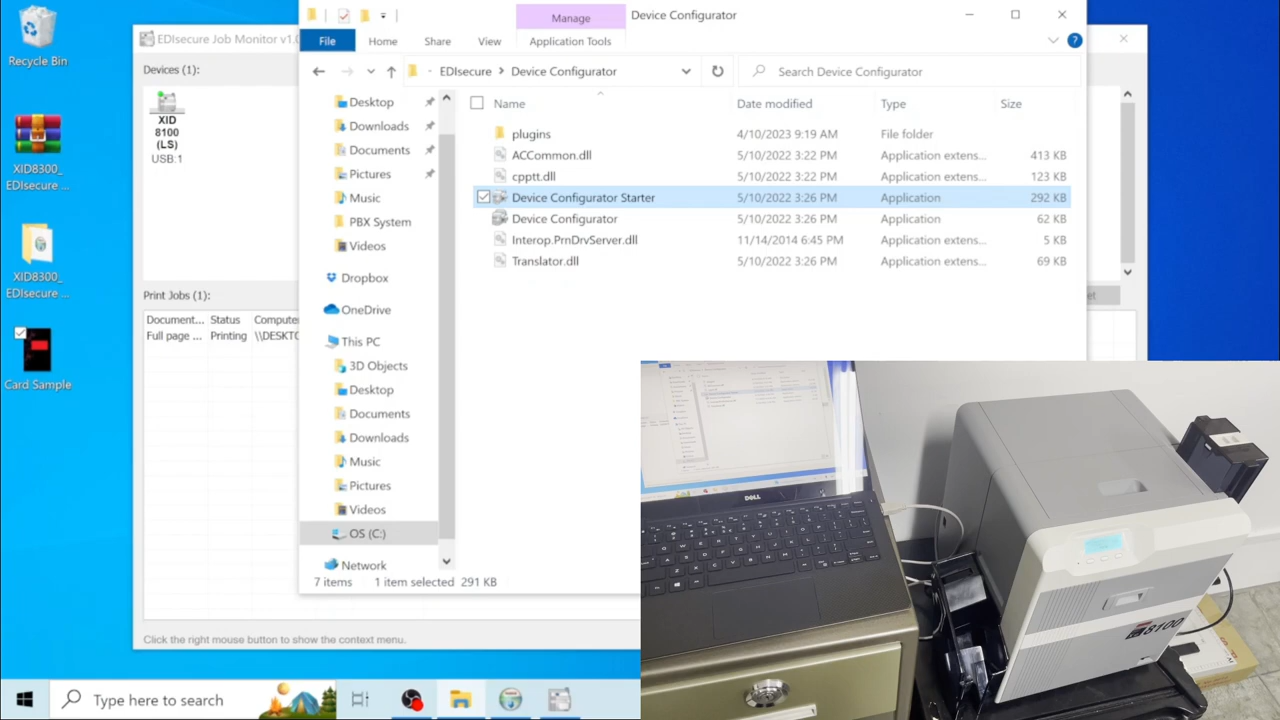 Recycle Bin
XID8300_
EDIsecure ...
XID8300_
EDIsecure ...
Card Sample
EDIsecure Job Monitor v1.0
Devices (1):
XID
8100
(LS)
USB:1
Print Jobs (1):
Document... Status Compute
Full page ... Printing \\DESKTO
Click the right mouse button to show the context menu.
Manage
Device Configurator
File Home Share View Application Tools
EDIsecure > Device Configurator
Search Device Configurator
Desktop
Downloads
Documents
Pictures
Music
PBX System
Videos
Dropbox
OneDrive
This PC
3D Objects
Desktop
Documents
Downloads
Music
Pictures
Videos
OS (C:)
Network
Name Date modified Type Size
plugins 4/10/2023 9:19 AM File folder
ACCommon.dll 5/10/2022 3:22 PM Application extens... 413 KB
cpptt.dll 5/10/2022 3:22 PM Application extens... 123 KB
Device Configurator Starter 5/10/2022 3:26 PM Application 292 KB
Device Configurator 5/10/2022 3:26 PM Application 62 KB
Interop.PrnDrvServer.dll 11/14/2014 6:45 PM Application extens... 5 KB
Translator.dll 5/10/2022 3:26 PM Application extens... 69 KB
7 items 1 item selected 291 KB
et
Type here to search
DELL
8100